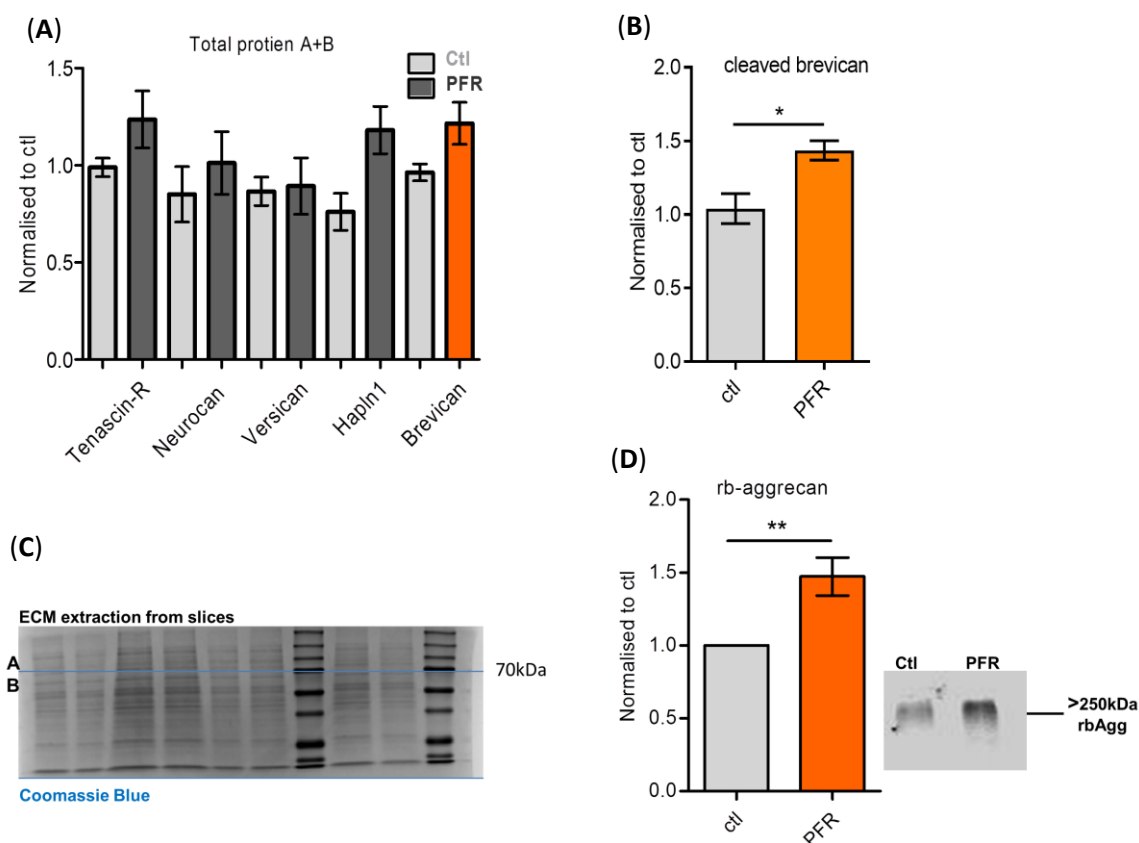 (A)
Total protien A+B
Ctl
PFR
Normalised to ctl
1.5
1.0
0.5
0.0
Tenascin-R
Neurocan
Versican
Hapln1
Brevican
(B)
cleaved brevican
*
Normalised to ctl
2.0
1.5
1.0
0.5
0.0
ctl
PFR
(C)
ECM extraction from slices
A
B
70kDa
Coomassie Blue
(D)
rb-aggrecan
**
Normalised to ctl
2.0
1.5
1.0
0.5
0.0
ctl
PFR
Ctl PFR
>250kDa
rbAgg